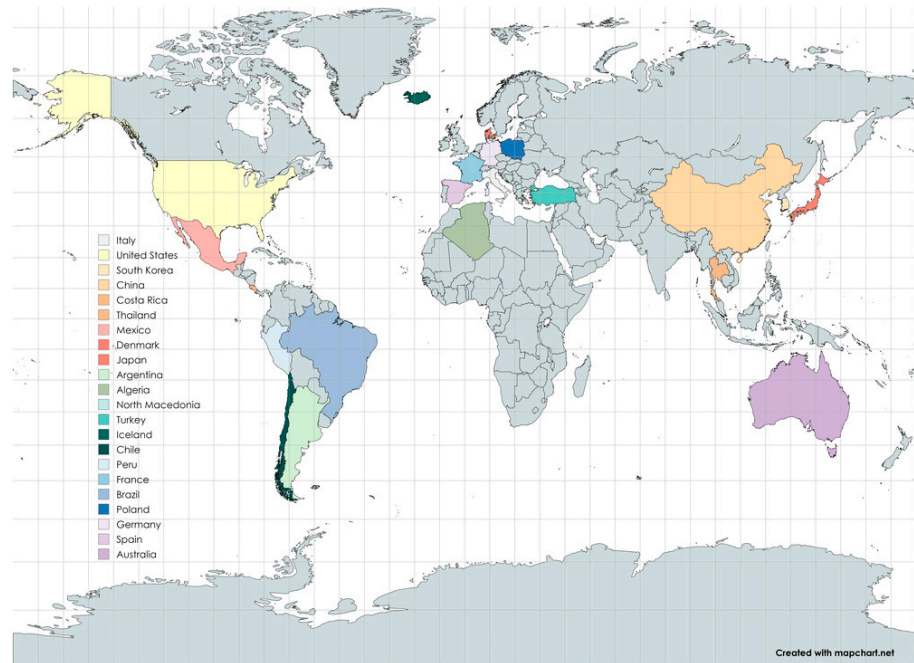 Italy
United States
South Korea
China
Costa Rica
Thailand
Mexico
Denmark
Japan
Argentina
Algeria
North Macedonia
Turkey
Iceland
Chile
Peru
France
Brazil
Poland
Germany
Spain
Australia
Created with mapchart.net